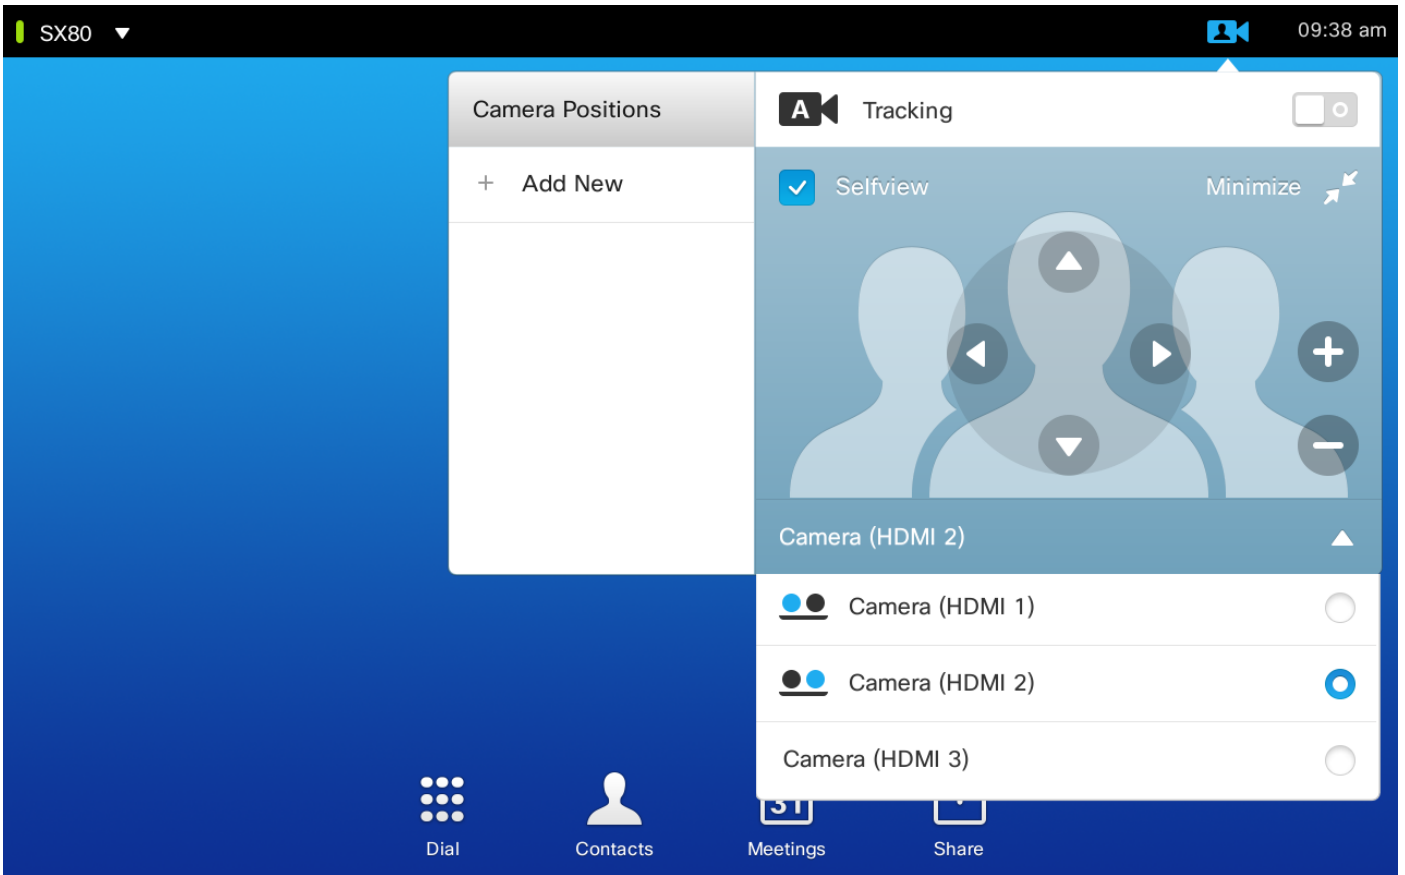 SX80
09:38 am
Camera Positions
Add New
A
Tracking
Selfview
Minimize
Camera (HDMI 2)
Camera (HDMI 1)
Camera (HDMI 2)
Camera (HDMI 3)
31
Dial
Contacts
Meetings
Share